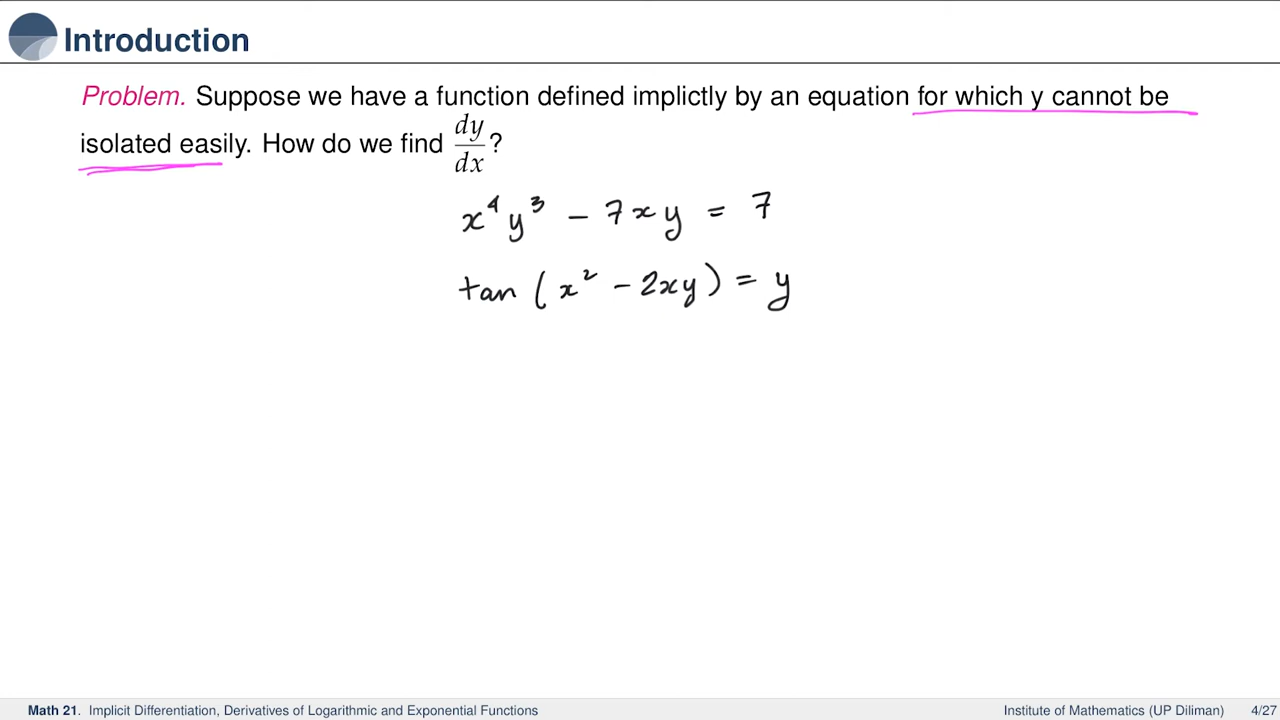 Introduction
Problem. Suppose we have a function defined implictly by an equation for which y cannot be
isolated easily. How do we find dy/dx?
x⁴y³ − 7xy = 7
tan (x² − 2xy) = y
Math 21. Implicit Differentiation, Derivatives of Logarithmic and Exponential Functions
Institute of Mathematics (UP Diliman)
4/27